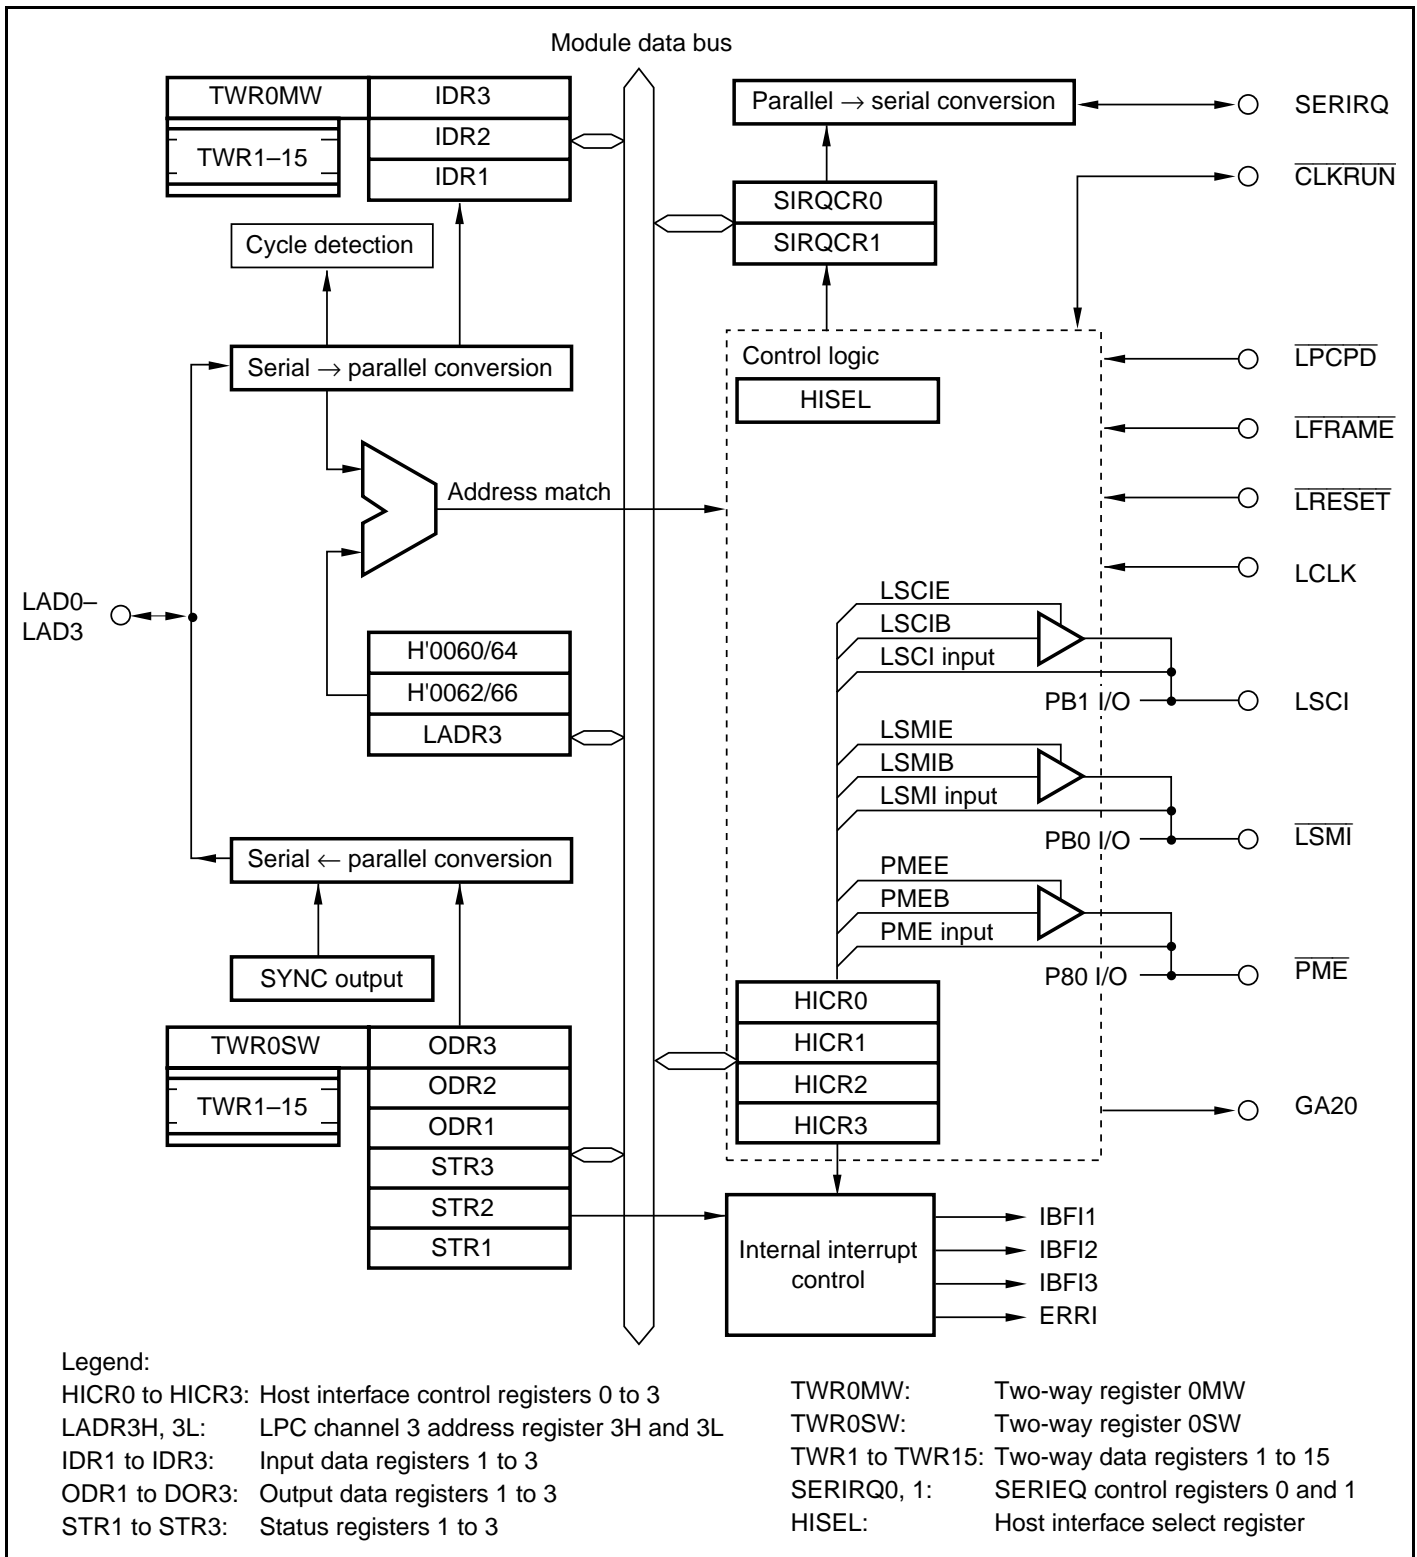 Module data bus
TWR0MW
IDR3
TWR1–15
IDR2
IDR1
Cycle detection
Serial → parallel conversion
Address match
LAD0–
LAD3
H'0060/64
H'0062/66
LADR3
Serial ← parallel conversion
SYNC output
TWR0SW
ODR3
TWR1–15
ODR2
ODR1
STR3
STR2
STR1
Parallel → serial conversion
SERIRQ
CLKRUN
SIRQCR0
SIRQCR1
Control logic
HISEL
LPCPD
LFRAME
LRESET
LCLK
LSCIE
LSCIB
LSCI input
PB1 I/O
LSCI
LSMIE
LSMIB
LSMI input
PB0 I/O
LSMI
PMEE
PMEB
PME input
P80 I/O
PME
HICR0
HICR1
HICR2
HICR3
GA20
Internal interrupt
control
IBFI1
IBFI2
IBFI3
ERRI
Legend:
HICR0 to HICR3: Host interface control registers 0 to 3
LADR3H, 3L: LPC channel 3 address register 3H and 3L
IDR1 to IDR3: Input data registers 1 to 3
ODR1 to DOR3: Output data registers 1 to 3
STR1 to STR3: Status registers 1 to 3
TWR0MW: Two-way register 0MW
TWR0SW: Two-way register 0SW
TWR1 to TWR15: Two-way data registers 1 to 15
SERIRQ0, 1: SERIEQ control registers 0 and 1
HISEL: Host interface select register